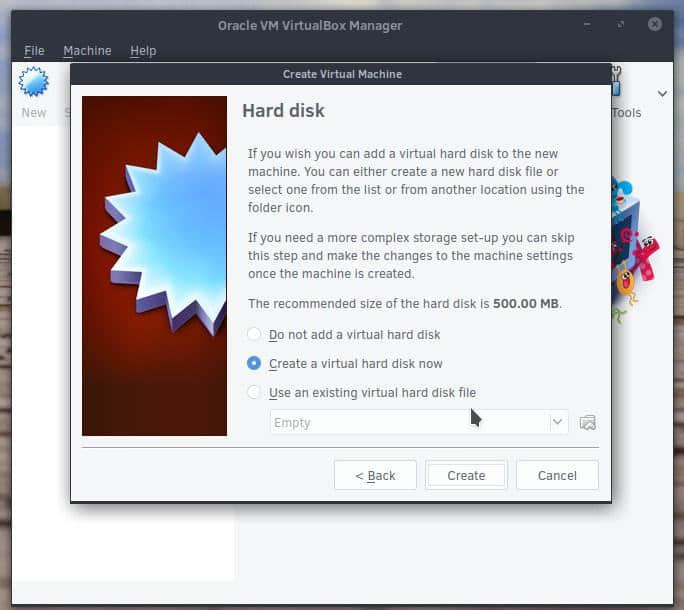 Oracle VM VirtualBox Manager
File Machine Help
Create Virtual Machine
New
Tools
Hard disk
If you wish you can add a virtual hard disk to the new
machine. You can either create a new hard disk file or
select one from the list or from another location using the
folder icon.
If you need a more complex storage set-up you can skip
this step and make the changes to the machine settings
once the machine is created.
The recommended size of the hard disk is 500.00 MB.
Do not add a virtual hard disk
Create a virtual hard disk now
Use an existing virtual hard disk file
Empty
< Back Create Cancel